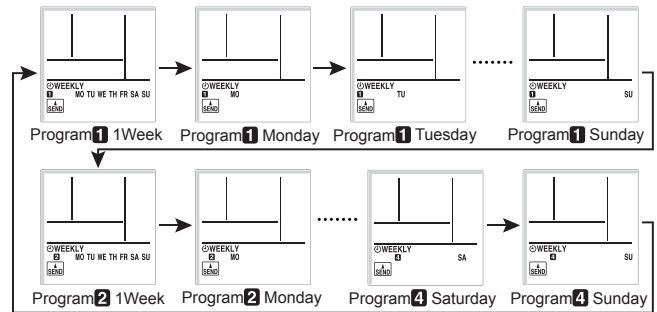 WEEKLY
1 MO TU WE TH FR SA SU
SEND
Program 1 1Week
WEEKLY
1 MO
SEND
Program 1 Monday
WEEKLY
1 TU
SEND
Program 1 Tuesday
........
WEEKLY
1 SU
SEND
Program 1 Sunday
WEEKLY
2 MO TU WE TH FR SA SU
SEND
Program 2 1Week
WEEKLY
2 MO
SEND
Program 2 Monday
........
WEEKLY
4 SA
SEND
Program 4 Saturday
WEEKLY
4 SU
SEND
Program 4 Sunday